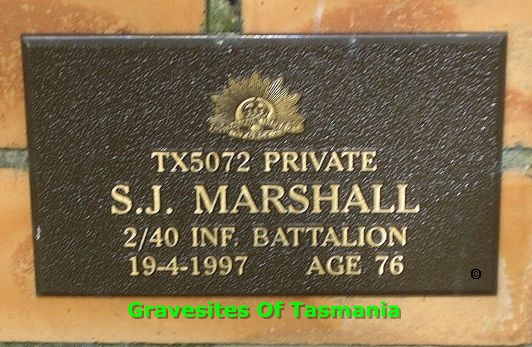 TX5072 PRIVATE
S.J. MARSHALL
2/40 INF. BATTALION
19-4-1997 AGE 76
©
Gravesites Of Tasmania